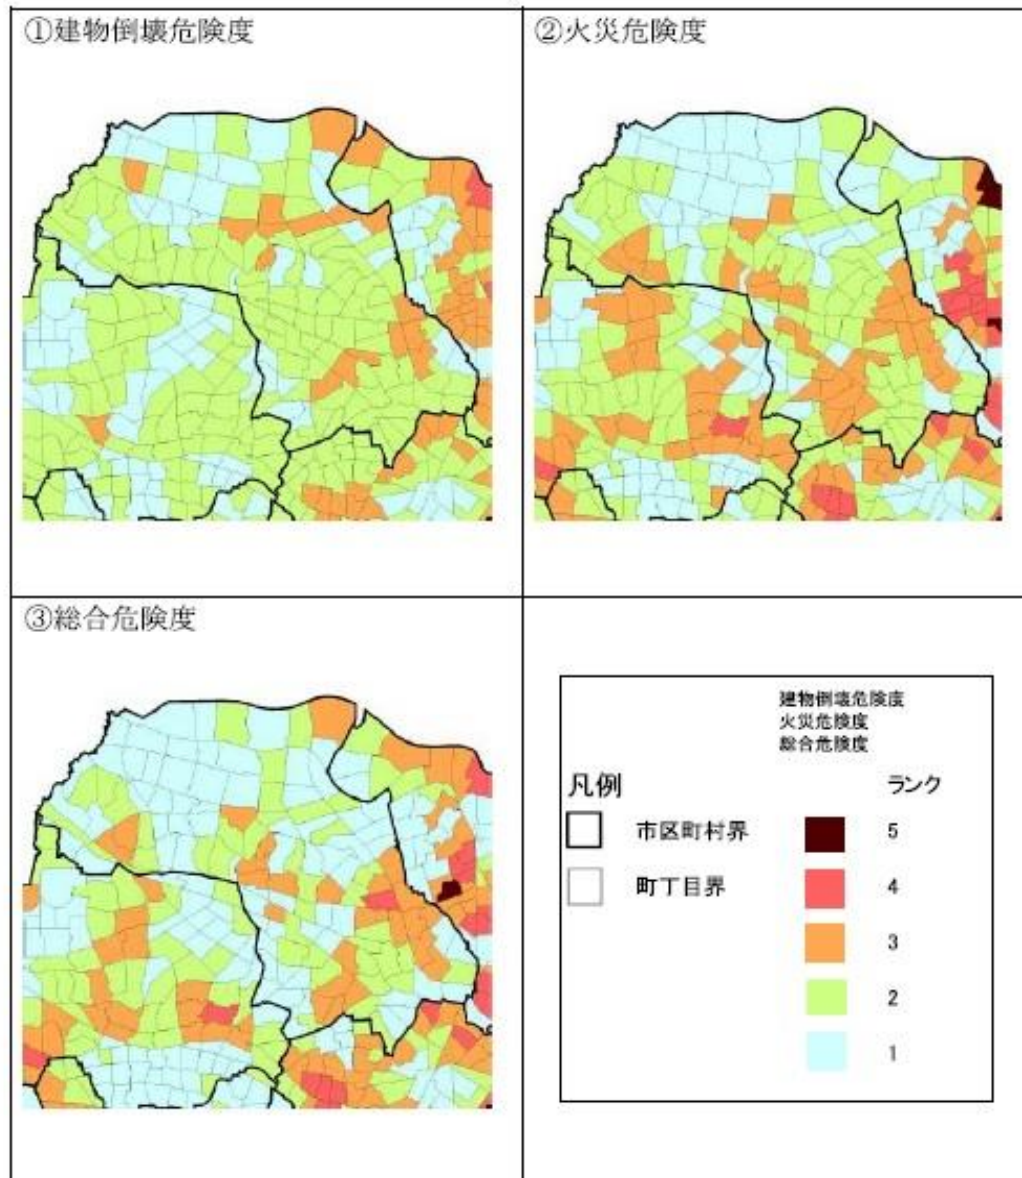 ①建物倒壊危険度
②火災危険度
③総合危険度
建物倒壊危険度
火災危険度
総合危険度
凡例
ランク
市区町村界
5
町丁目界
4
3
2
1